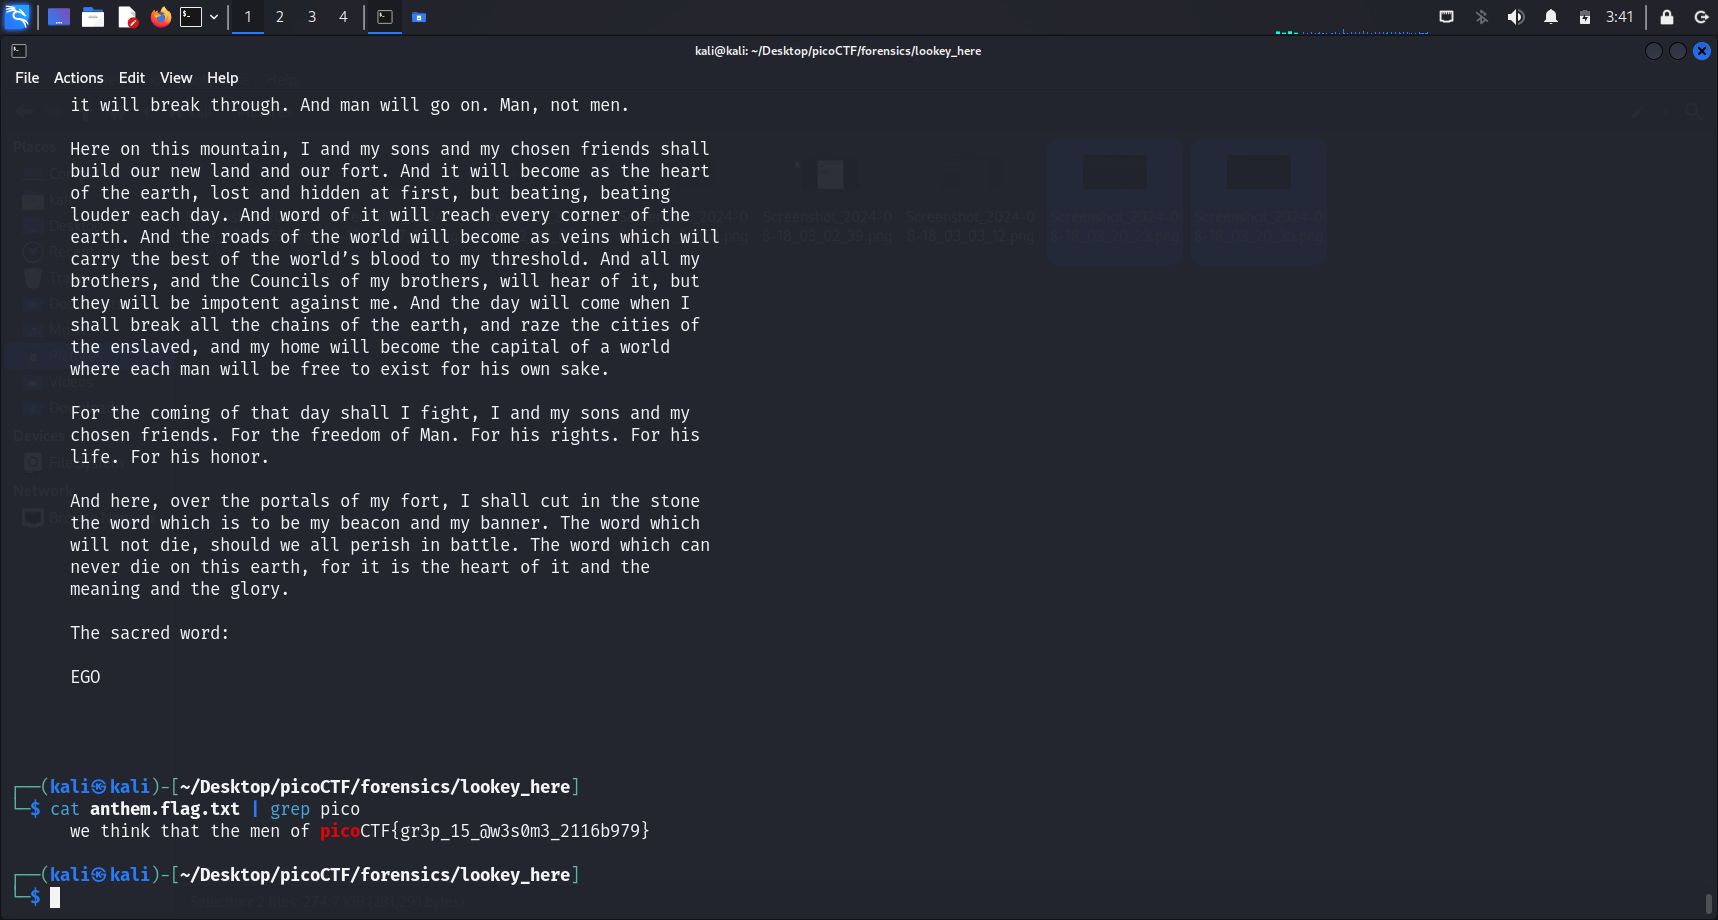 1 2 3 4 3:41
kali@kali: ~/Desktop/picoCTF/forensics/lookey_here
File Actions Edit View Help
it will break through. And man will go on. Man, not men.
Here on this mountain, I and my sons and my chosen friends shall
build our new land and our fort. And it will become as the heart
of the earth, lost and hidden at first, but beating, beating
louder each day. And word of it will reach every corner of the
earth. And the roads of the world will become as veins which will
carry the best of the world’s blood to my threshold. And all my
brothers, and the Councils of my brothers, will hear of it, but
they will be impotent against me. And the day will come when I
shall break all the chains of the earth, and raze the cities of
the enslaved, and my home will become the capital of a world
where each man will be free to exist for his own sake.
For the coming of that day shall I fight, I and my sons and my
chosen friends. For the freedom of Man. For his rights. For his
life. For his honor.
And here, over the portals of my fort, I shall cut in the stone
the word which is to be my beacon and my banner. The word which
will not die, should we all perish in battle. The word which can
never die on this earth, for it is the heart of it and the
meaning and the glory.
The sacred word:
EGO
┌──(kali㉿kali)-[~/Desktop/picoCTF/forensics/lookey_here]
└─$ cat anthem.flag.txt | grep pico
we think that the men of picoCTF{gr3p_15_@w3s0m3_2116b979}
┌──(kali㉿kali)-[~/Desktop/picoCTF/forensics/lookey_here]
└─$